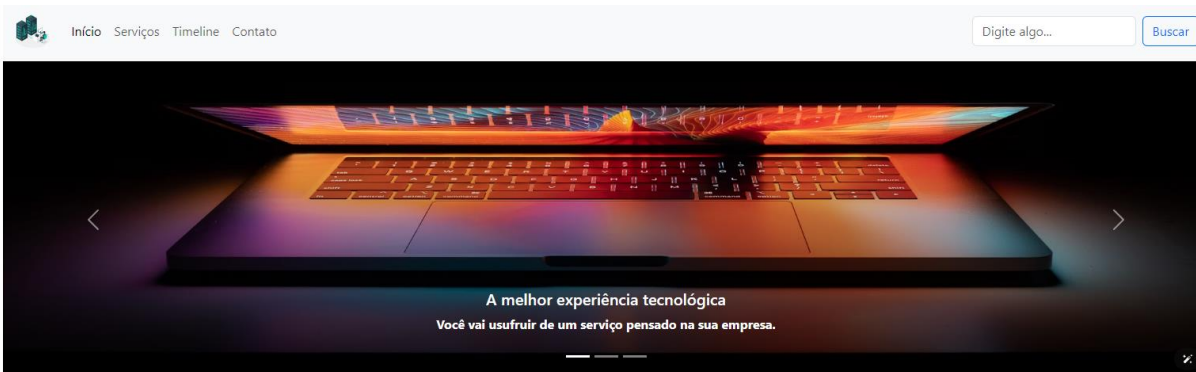 Início Serviços Timeline Contato
Digite algo... Buscar
A melhor experiência tecnológica
Você vai usufruir de um serviço pensado na sua empresa.